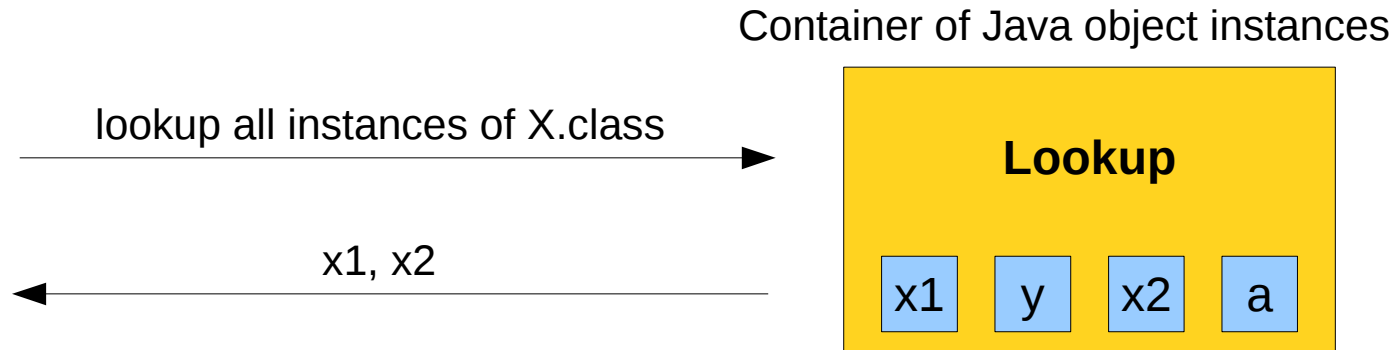 Container of Java object instances
lookup all instances of X.class
Lookup
x1, x2
x1 y x2 a